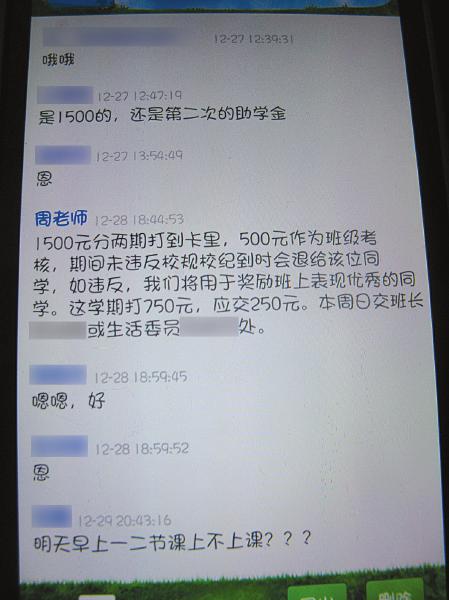 12-27 12:39:31
哦哦
12-27 12:47:19
是1500的，还是第二次的助学金
12-27 13:54:49
恩
周老师 12-28 18:44:53
1500元分两期打到卡里，500元作为班级考
核，期间未违反校规校纪到时会退给该位同
学，如违反，我们将用于奖励班上表现优秀的同
学。这学期打750元，应交250元。本周日交班长
或生活委员 处。
12-28 18:59:45
嗯嗯，好
12-28 18:59:52
恩
12-29 20:43:16
明天早上一二节课上不上课？？？